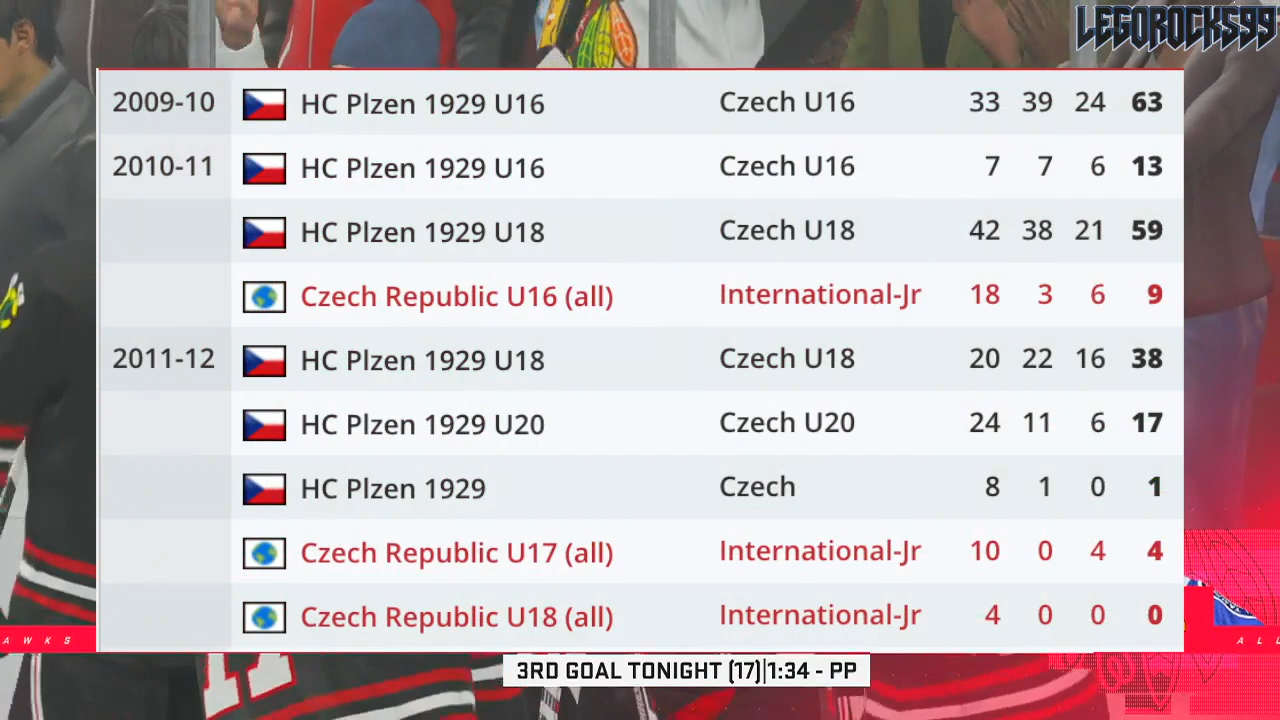 LEGOROCKS99
2009-10 HC Plzen 1929 U16 Czech U16 33 39 24 63
2010-11 HC Plzen 1929 U16 Czech U16 7 7 6 13
HC Plzen 1929 U18 Czech U18 42 38 21 59
Czech Republic U16 (all) International-Jr 18 3 6 9
2011-12 HC Plzen 1929 U18 Czech U18 20 22 16 38
HC Plzen 1929 U20 Czech U20 24 11 6 17
HC Plzen 1929 Czech 8 1 0 1
Czech Republic U17 (all) International-Jr 10 0 4 4
Czech Republic U18 (all) International-Jr 4 0 0 0
A W K S
A L L
3RD GOAL TONIGHT (17)|1:34 - PP